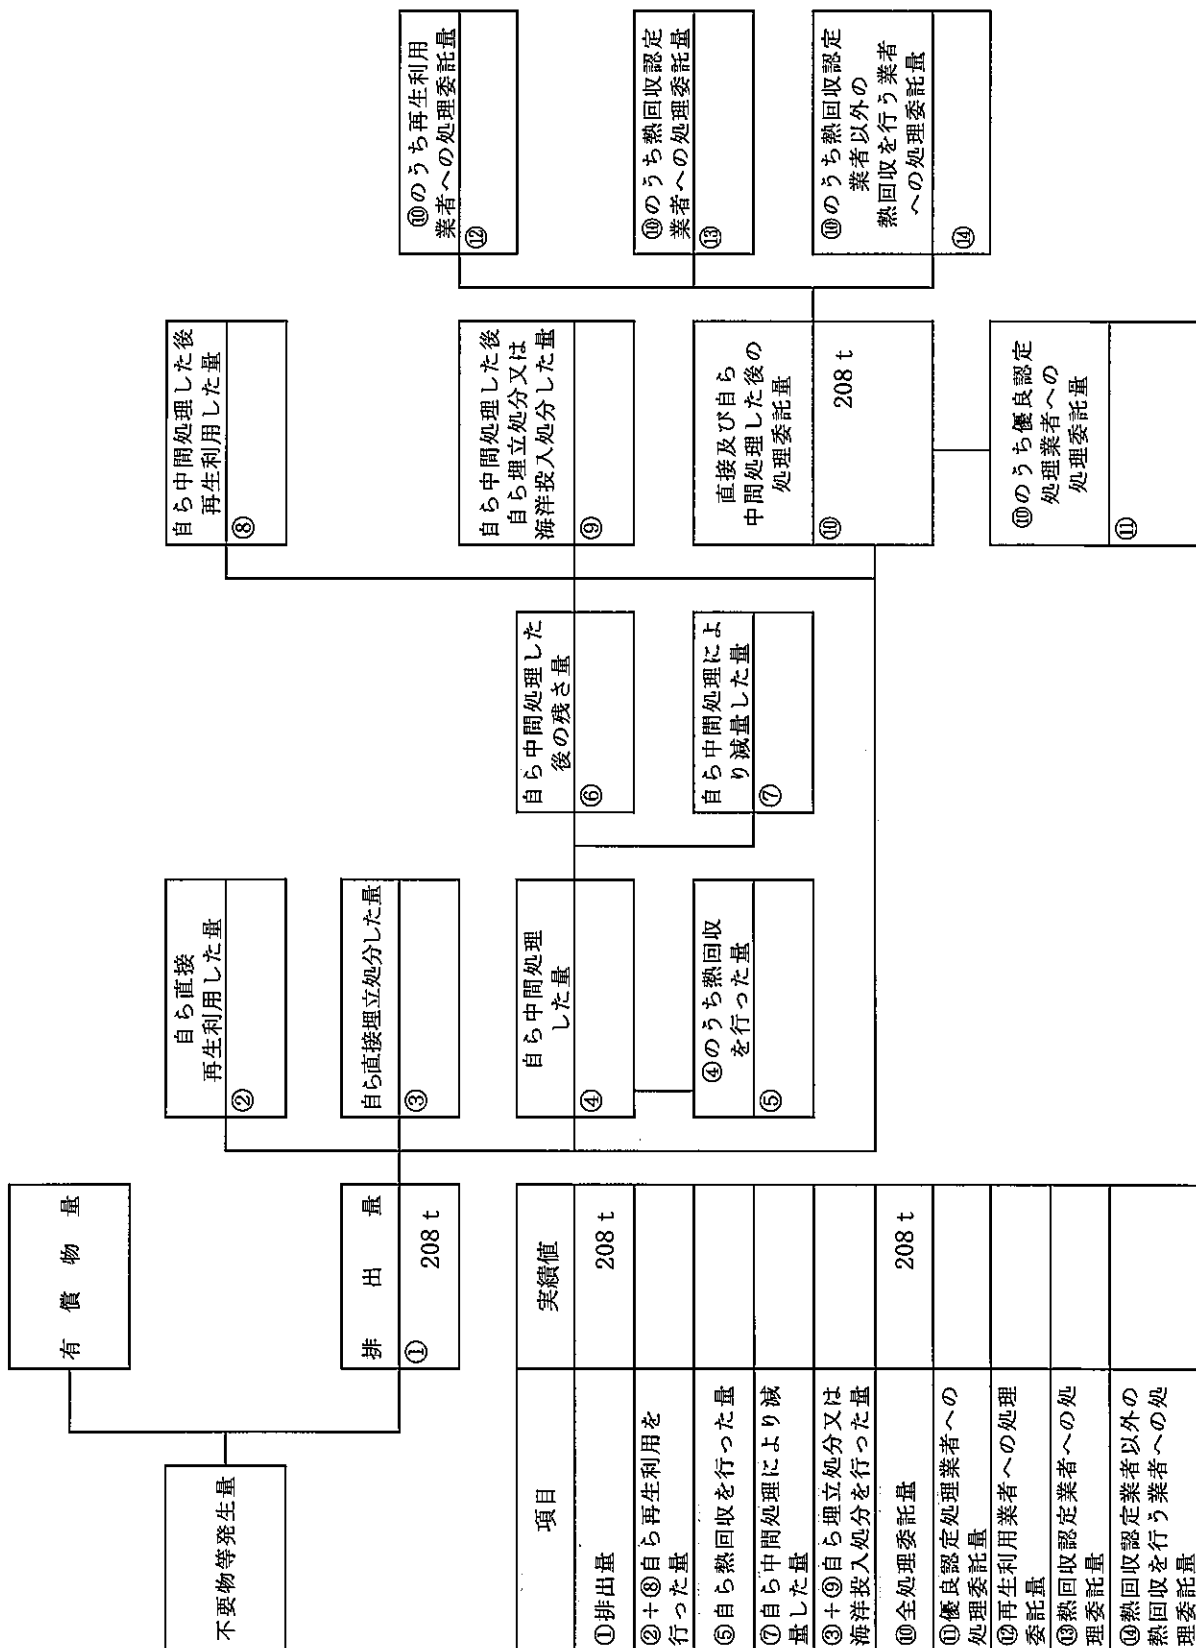 不要物等発生量
有償物量
排出量
①
208 t
自ら直接
再生利用した量
②
自ら直接埋立処分した量
③
自ら中間処理
した量
④
④のうち熱回収
を行った量
⑤
自ら中間処理した
後の残さ量
⑥
自ら中間処理によ
り減量した量
⑦
自ら中間処理した後
再生利用した量
⑧
自ら中間処理した後
自ら埋立処分又は
海洋投入処分した量
⑨
直接及び自ら
中間処理した後の
処理委託量
⑩
208 t
⑩のうち優良認定
処理業者への
処理委託量
⑪
⑩のうち再生利用
業者への処理委託量
⑫
⑩のうち熱回収認定
業者への処理委託量
⑬
⑩のうち熱回収認定
業者以外の
熱回収を行う業者
への処理委託量
⑭
項目 実績値
①排出量 208 t
②+⑧自ら再生利用を
行った量
⑤自ら熱回収を行った量
⑦自ら中間処理により減
量した量
③+⑨自ら埋立処分又は
海洋投入処分を行った量
⑩全処理委託量 208 t
⑪優良認定処理業者への
処理委託量
⑫再生利用業者への処理
委託量
⑬熱回収認定業者への処
理委託量
⑭熱回収認定業者以外の
熱回収を行う業者への処
理委託量